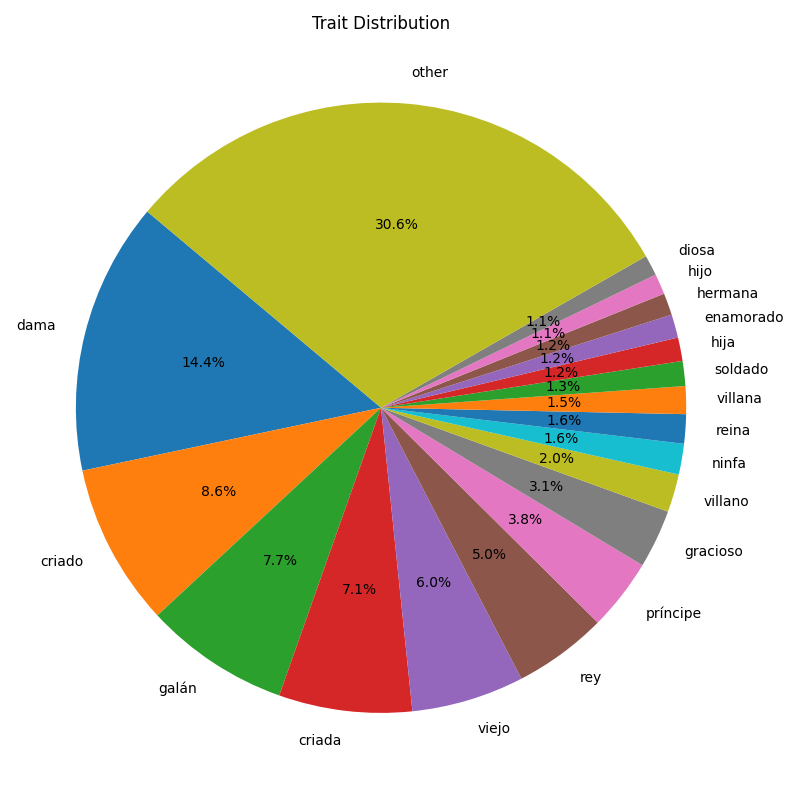 Trait Distribution
other
30.6%
dama
14.4%
criado
8.6%
galán
7.7%
criada
7.1%
viejo
6.0%
rey
5.0%
príncipe
3.8%
gracioso
3.1%
villano
2.0%
ninfa
1.6%
reina
1.6%
villana
1.5%
soldado
1.3%
hija
1.2%
enamorado
1.2%
hermana
1.2%
hijo
1.1%
diosa
1.1%